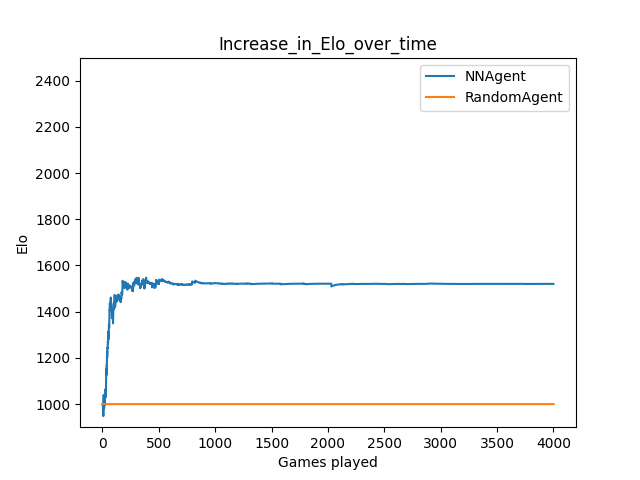 Increase_in_Elo_over_time
NNAgent
RandomAgent
2400
2200
2000
1800
1600
1400
1200
1000
Elo
0 500 1000 1500 2000 2500 3000 3500 4000
Games played